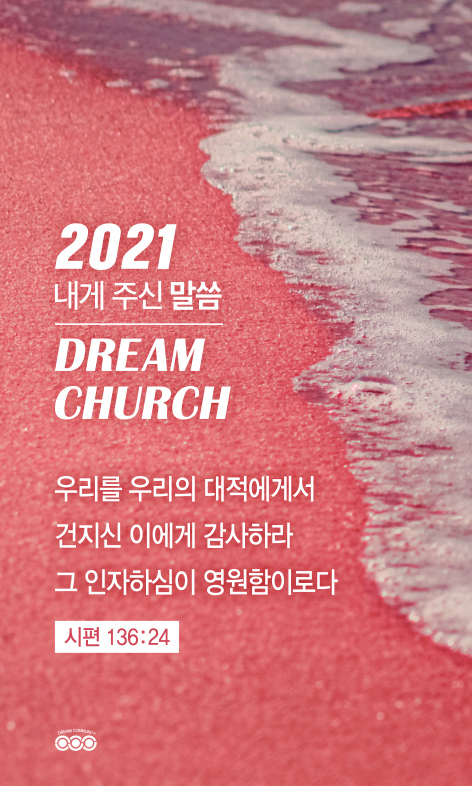 2021
내게 주신 말씀
DREAM
CHURCH
우리를 우리의 대적에게서
건지신 이에게 감사하라
그 인자하심이 영원함이로다
시편 136:24
DREAM COMMUNITY